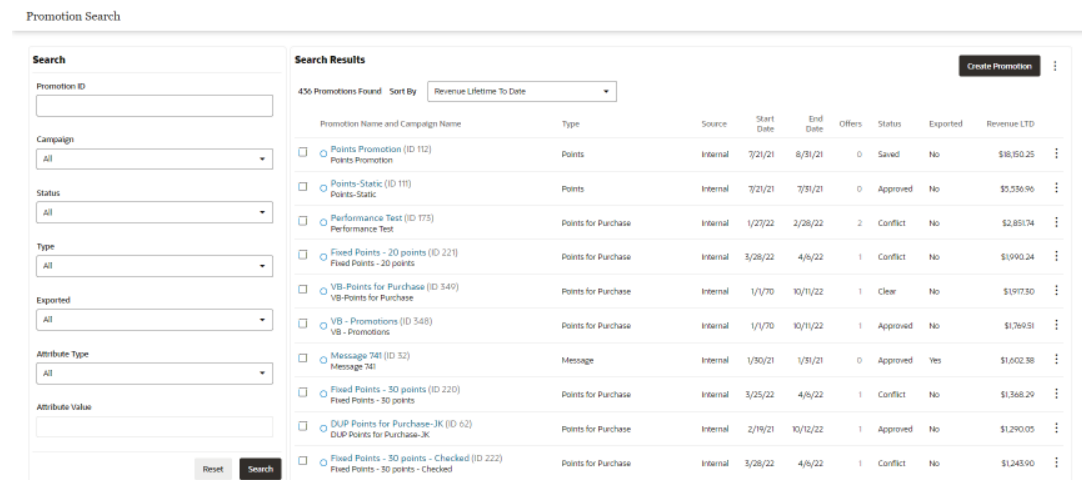 Promotion Search
Search
Promotion ID
Campaign
All
Status
All
Type
All
Exported
All
Attribute Type
All
Attribute Value
Reset Search
Search Results
Create Promotion
436 Promotions Found Sort By Revenue Lifetime To Date
Promotion Name and Campaign Name Type Source Start Date End Date Offers Status Exported Revenue LTD
Points Promotion (ID 112) Points Internal 7/21/21 8/31/21 0 Saved No $18,150.25
Points Promotion
Points-Static (ID 111) Points Internal 7/21/21 7/31/21 0 Approved No $5,536.96
Points-Static
Performance Test (ID 173) Points for Purchase Internal 1/27/22 2/28/22 2 Conflict No $2,851.74
Performance Test
Fixed Points - 20 points (ID 221) Points for Purchase Internal 3/28/22 4/6/22 1 Conflict No $1,990.24
Fixed Points - 20 points
VB-Points for Purchase (ID 349) Points for Purchase Internal 1/1/70 10/11/22 1 Clear No $1,917.30
VB-Points for Purchase
VB - Promotions (ID 348) Points for Purchase Internal 1/1/70 10/11/22 1 Approved No $1,769.51
VB - Promotions
Message 741 (ID 32) Message Internal 1/30/21 1/31/21 0 Approved Yes $1,602.38
Message 741
Fixed Points - 30 points (ID 220) Points for Purchase Internal 3/25/22 4/6/22 1 Conflict No $1,368.29
Fixed Points - 30 points
DUP Points for Purchase-JK (ID 62) Points for Purchase Internal 2/19/21 10/12/22 1 Approved No $1,290.05
DUP Points for Purchase-JK
Fixed Points - 30 points - Checked (ID 222) Points for Purchase Internal 3/28/22 4/6/22 1 Conflict No $1,243.90
Fixed Points - 30 points - Checked